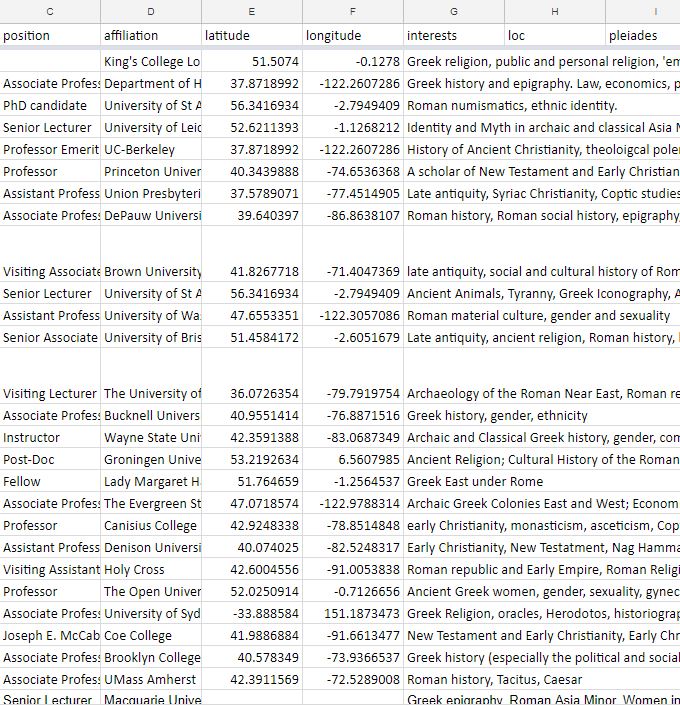 C D E F G H I
position affiliation latitude longitude interests loc pleiades
King's College Lo 51.5074 -0.1278 Greek religion, public and personal religion, 'em
Associate Profes Department of H 37.8718992 -122.2607286 Greek history and epigraphy. Law, economics, p
PhD candidate University of St A 56.3416934 -2.7949409 Roman numismatics, ethnic identity.
Senior Lecturer University of Leic 52.6211393 -1.1268212 Identity and Myth in archaic and classical Asia M
Professor Emerit UC-Berkeley 37.8718992 -122.2607286 History of Ancient Christianity, theoloigcal pole
Professor Princeton Univer 40.3439888 -74.6536368 A scholar of New Testament and Early Christian
Assistant Profess Union Presbyteri 37.5789071 -77.4514905 Late antiquity, Syriac Christianity, Coptic studies
Associate Profes DePauw Universi 39.640397 -86.8638107 Roman history, Roman social history, epigraphy,
Visiting Associate Brown University 41.8267718 -71.4047369 late antiquity, social and cultural history of Rom
Senior Lecturer University of St A 56.3416934 -2.7949409 Ancient Animals, Tyranny, Greek Iconography, A
Assistant Profess University of Wa 47.6553351 -122.3057086 Roman material culture, gender and sexuality
Senior Associate University of Bris 51.4584172 -2.6051679 Late antiquity, ancient religion, Roman history,
Visiting Lecturer The University of 36.0726354 -79.7919754 Archaeology of the Roman Near East, Roman re
Associate Profes Bucknell Univers 40.9551414 -76.8871516 Greek history, gender, ethnicity
Instructor Wayne State Uni 42.3591388 -83.0687349 Archaic and Classical Greek history, gender, com
Post-Doc Groningen Unive 53.2192634 6.5607985 Ancient Religion; Cultural History of the Roman
Fellow Lady Margaret H 51.764659 -1.2564537 Greek East under Rome
Associate Profes The Evergreen St 47.0718574 -122.9788314 Archaic Greek Colonies East and West; Econom
Professor Canisius College 42.9248338 -78.8514848 early Christianity, monasticism, asceticism, Cop
Assistant Profess Denison Universi 40.074025 -82.5248317 Early Christianity, New Testatment, Nag Hamma
Visiting Assistant Holy Cross 42.6004556 -91.0053838 Roman republic and Early Empire, Roman Religi
Professor The Open Univer 52.0250914 -0.7126656 Ancient Greek women, gender, sexuality, gynec
Associate Profes University of Syd -33.888584 151.1873473 Greek Religion, oracles, Herodotos, historiograp
Joseph E. McCab Coe College 41.9886884 -91.6613477 New Testament and Early Christianity, Early Chr
Associate Profes Brooklyn College 40.578349 -73.9366537 Greek history (especially the political and social
Associate Profes UMass Amherst 42.3911569 -72.5289008 Roman history, Tacitus, Caesar
Senior Lecturer Macquarie Unive Greek epigraphy, Roman Asia Minor, Women in